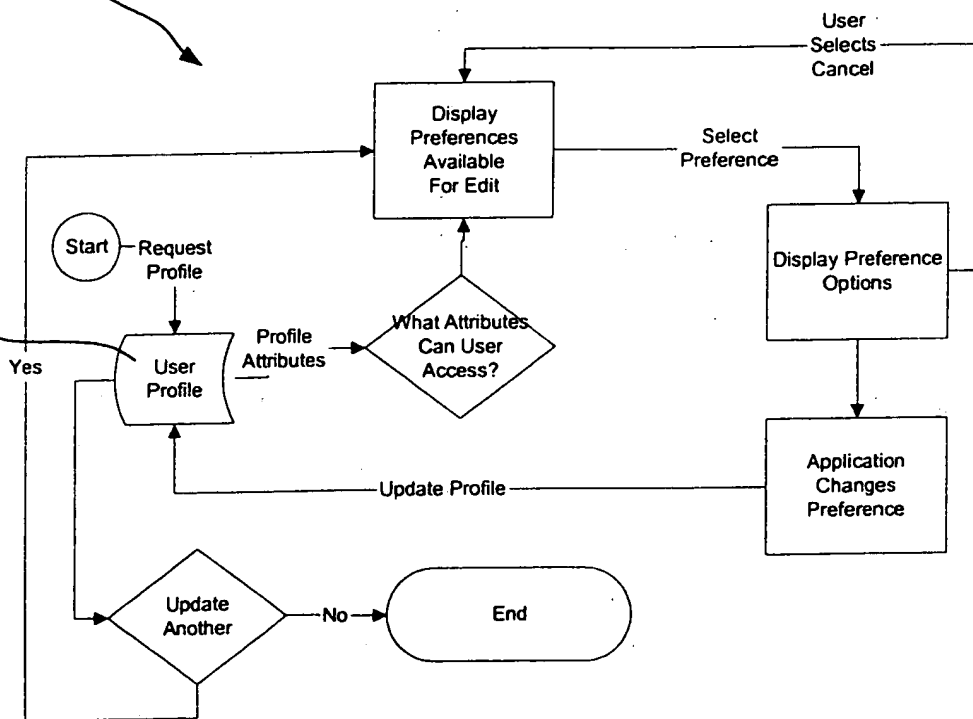 User
Selects
Cancel
Display
Preferences
Available
For Edit
Select
Preference
Start
Request
Profile
Display Preference
Options
What Attributes
Can User
Access?
Profile
Attributes
User
Profile
Yes
Application
Changes
Preference
Update Profile
Update
Another
No
End